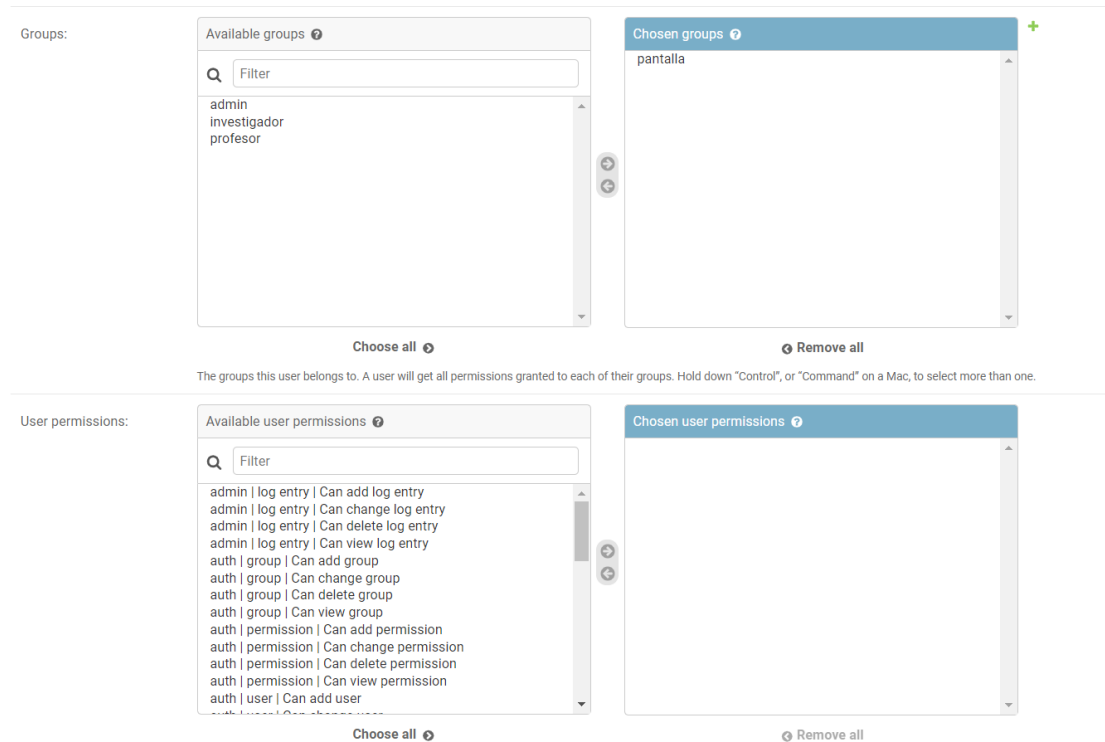 Groups:
Available groups
Chosen groups
Filter
admin
investigador
profesor
pantalla
Choose all
Remove all
The groups this user belongs to. A user will get all permissions granted to each of their groups. Hold down “Control”, or “Command” on a Mac, to select more than one.
User permissions:
Available user permissions
Chosen user permissions
Filter
admin | log entry | Can add log entry
admin | log entry | Can change log entry
admin | log entry | Can delete log entry
admin | log entry | Can view log entry
auth | group | Can add group
auth | group | Can change group
auth | group | Can delete group
auth | group | Can view group
auth | permission | Can add permission
auth | permission | Can change permission
auth | permission | Can delete permission
auth | permission | Can view permission
auth | user | Can add user
auth | user | Can change user
Choose all
Remove all